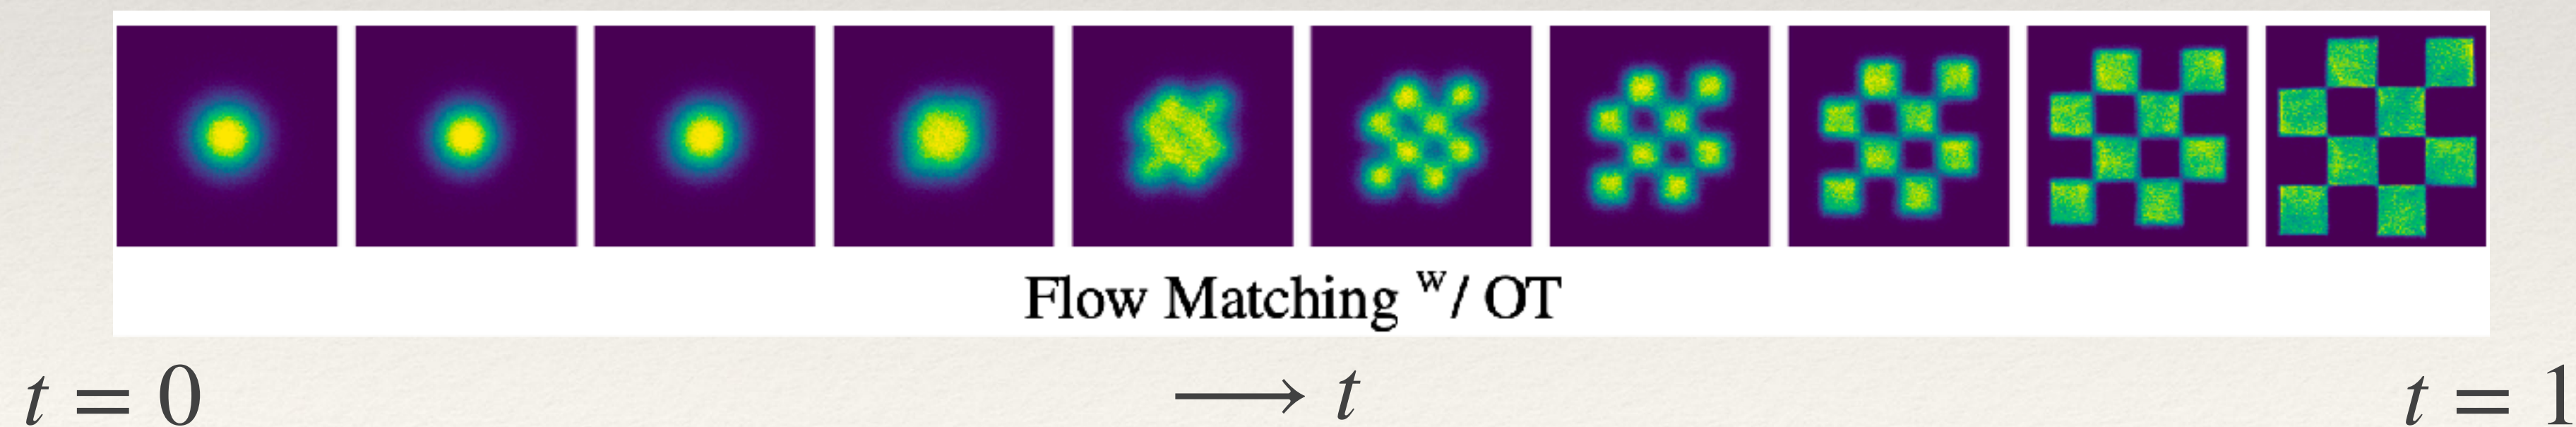 Flow Matching w/ OT
t = 0
⟶ t
t = 1